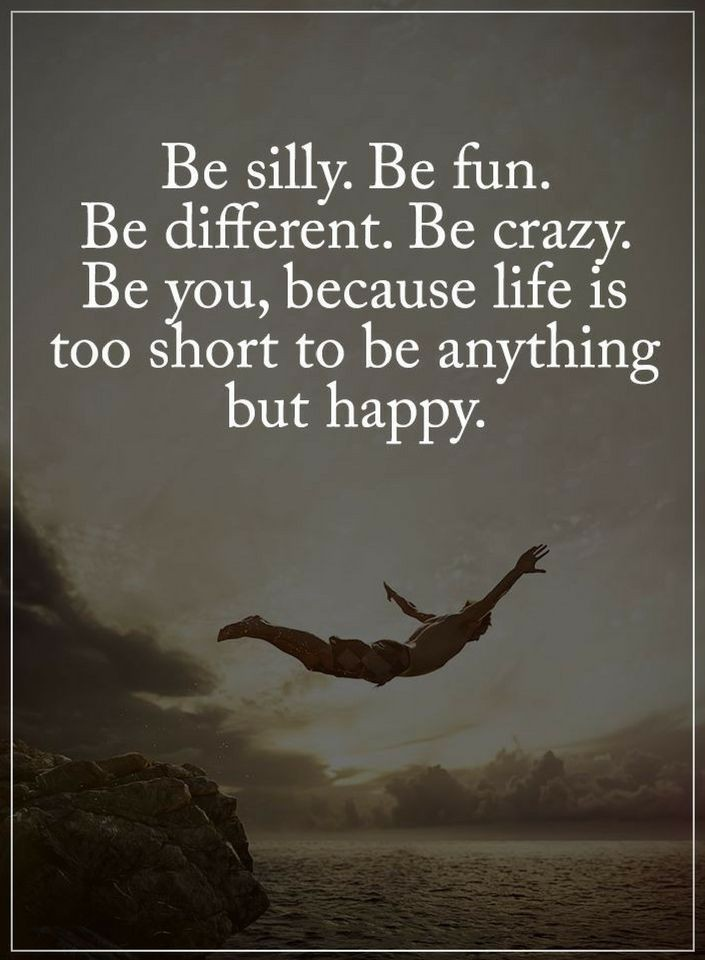 Be silly. Be fun.
Be different. Be crazy.
Be you, because life is
too short to be anything
but happy.